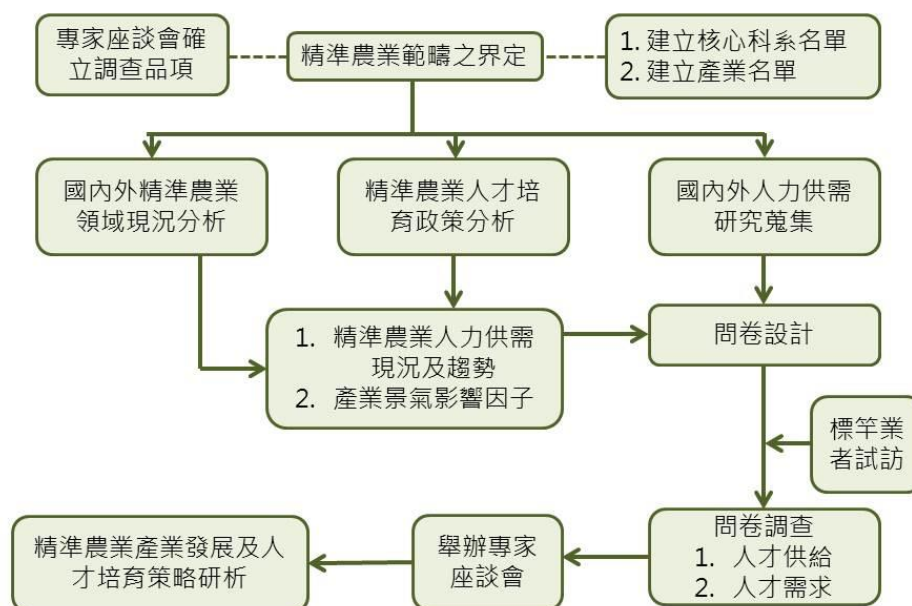 專家座談會確
立調查品項
精準農業範疇之界定
1. 建立核心科系名單
2. 建立產業名單
國內外精準農業
領域現況分析
精準農業人才培
育政策分析
國內外人力供需
研究蒐集
1. 精準農業人力供需
現況及趨勢
2. 產業景氣影響因子
問卷設計
標竿業
者試訪
問卷調查
1. 人才供給
2. 人才需求
舉辦專家
座談會
精準農業產業發展及人
才培育策略研析